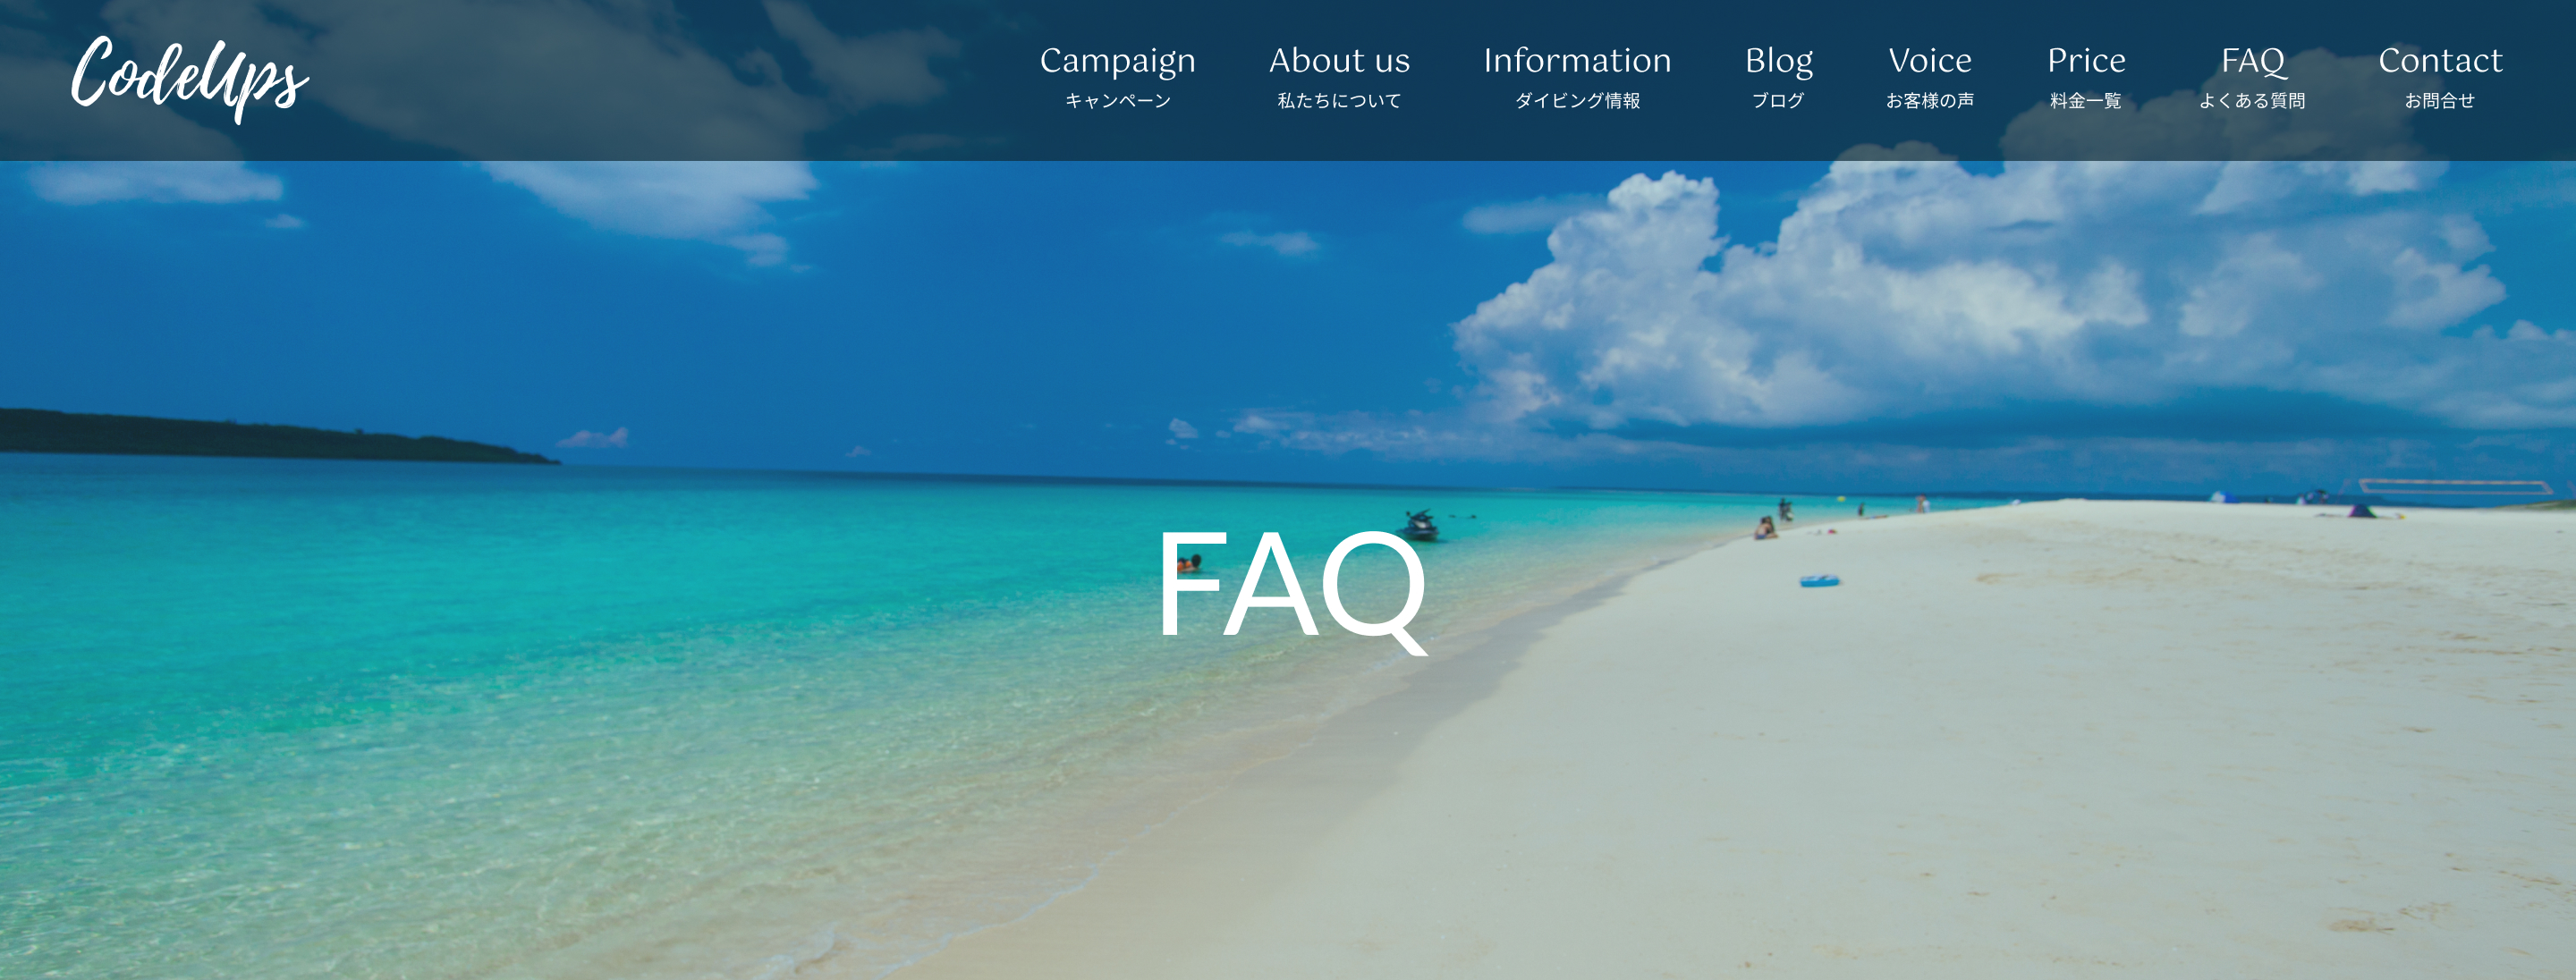 CodeUps
Campaign
キャンペーン
About us
私たちについて
Information
ダイビング情報
Blog
ブログ
Voice
お客様の声
Price
料金一覧
FAQ
よくある質問
Contact
お問合せ
FAQ